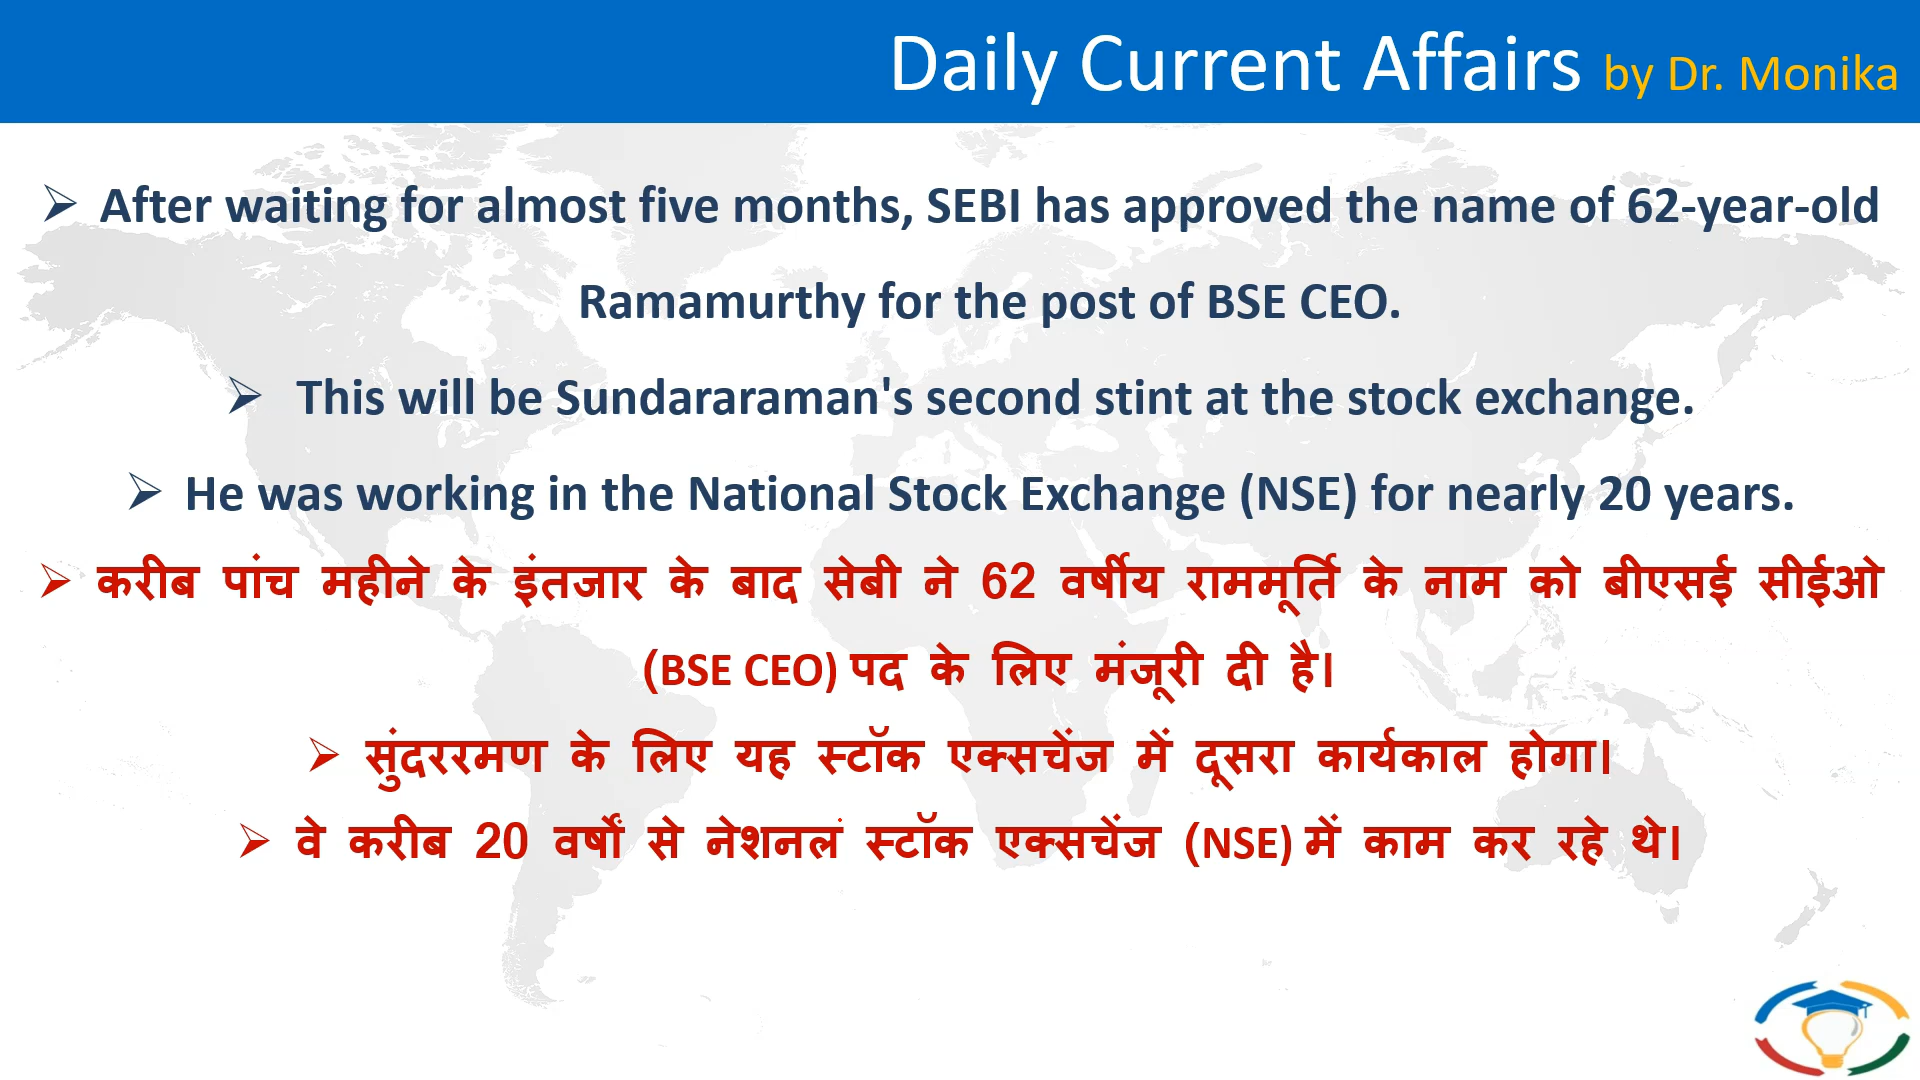 Daily Current Affairs by Dr. Monika
➢ After waiting for almost five months, SEBI has approved the name of 62-year-old
Ramamurthy for the post of BSE CEO.
➢ This will be Sundararaman's second stint at the stock exchange.
➢ He was working in the National Stock Exchange (NSE) for nearly 20 years.
➢ करीब पांच महीने के इंतजार के बाद सेबी ने 62 वर्षीय राममूर्ति के नाम को बीएसई सीईओ
(BSE CEO) पद के लिए मंजूरी दी है।
➢ सुंदररमण के लिए यह स्टॉक एक्सचेंज में दूसरा कार्यकाल होगा।
➢ वे करीब 20 वर्षों से नेशनलं स्टॉक एक्सचेंज (NSE) में काम कर रहे थे।